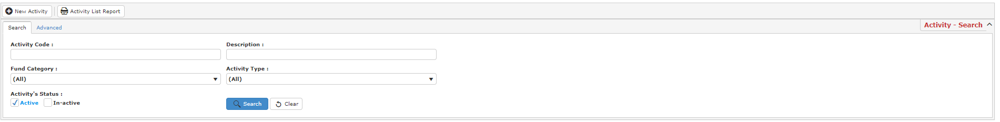 New Activity Activity List Report
Search Advanced Activity - Search
Activity Code : Description :
Fund Category : Activity Type :
(All) (All)
Activity's Status :
Active In-active Search Clear